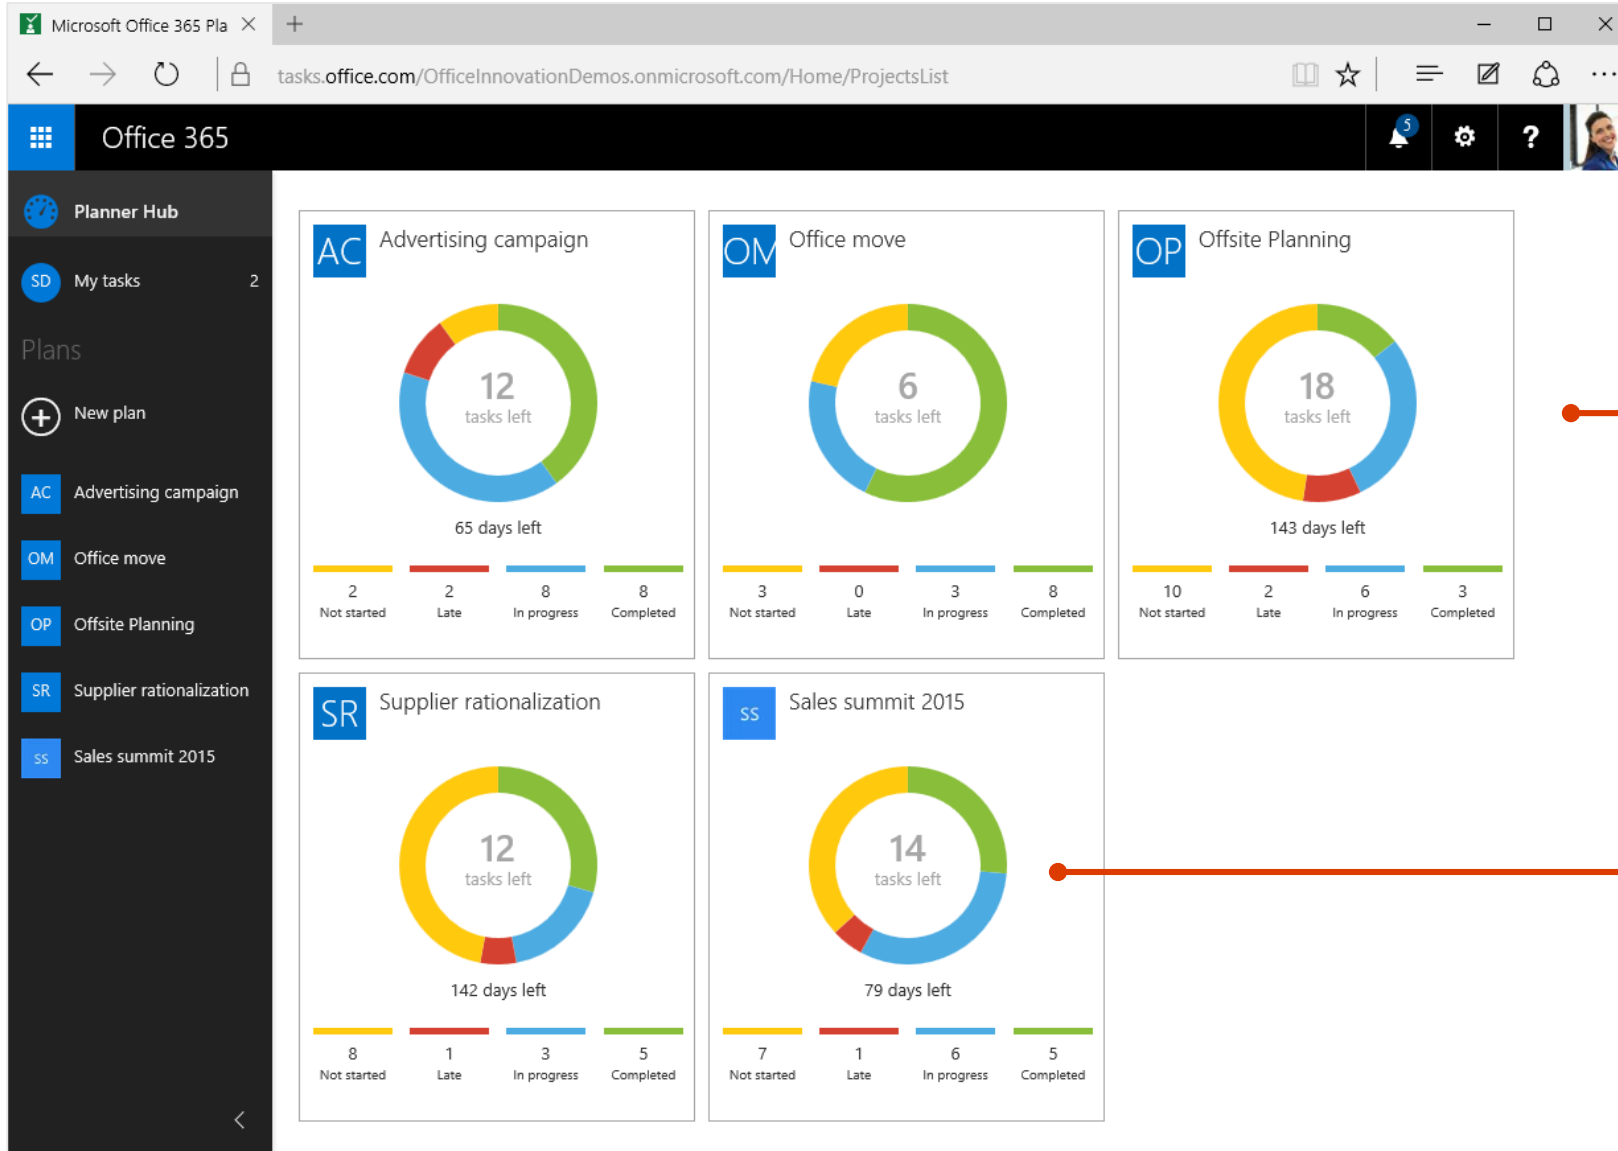 Microsoft Office 365 Pla
tasks.office.com/OfficeInnovationDemos.onmicrosoft.com/Home/ProjectsList
Office 365
5
?
Planner Hub
SD My tasks 2
Plans
New plan
AC Advertising campaign
OM Office move
OP Offsite Planning
SR Supplier rationalization
SS Sales summit 2015
AC Advertising campaign
12
tasks left
65 days left
2 2 8 8
Not started Late In progress Completed
OM Office move
6
tasks left
3 0 3 8
Not started Late In progress Completed
OP Offsite Planning
18
tasks left
143 days left
10 2 6 3
Not started Late In progress Completed
SR Supplier rationalization
12
tasks left
142 days left
8 1 3 5
Not started Late In progress Completed
SS Sales summit 2015
14
tasks left
79 days left
7 1 6 5
Not started Late In progress Completed